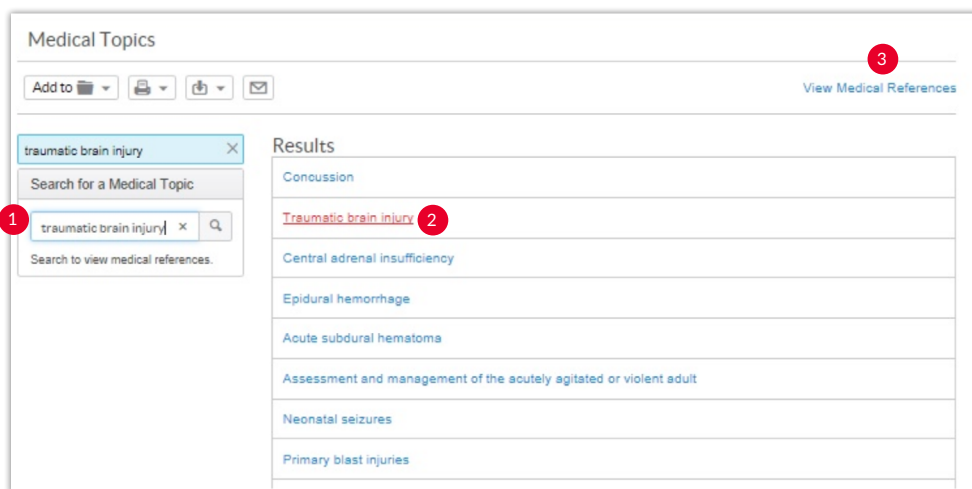 Medical Topics
3
Add to
View Medical References
traumatic brain injury
Search for a Medical Topic
1
traumatic brain injury
Search to view medical references.
Results
Concussion
Traumatic brain injury 2
Central adrenal insufficiency
Epidural hemorrhage
Acute subdural hematoma
Assessment and management of the acutely agitated or violent adult
Neonatal seizures
Primary blast injuries